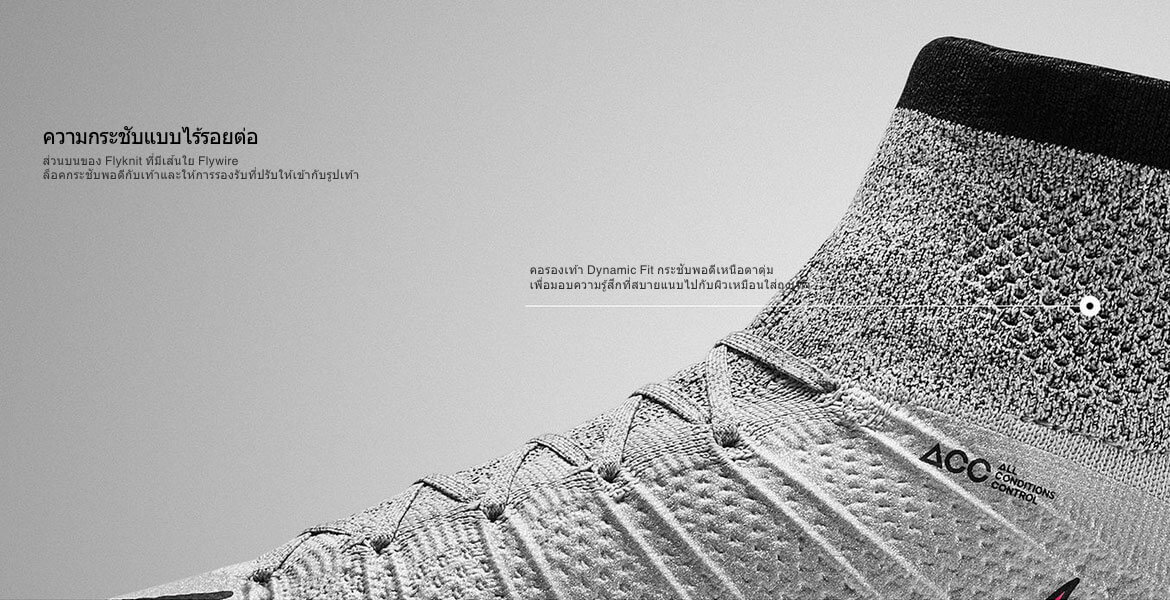 ความกระชับแบบไร้รอยต่อ
ส่วนบนของ Flyknit ที่มีเส้นใย Flywire
ล็อคกระชับพอดีกับเท้าและให้การรองรับที่ปรับให้เข้ากับรูปเท้า
คอรองเท้า Dynamic Fit กระชับพอดีเหนือตาตุ่ม
เพื่อมอบความรู้สึกที่สบายแนบไปกับผิวเหมือนใส่
ACC ALL
CONDITIONS
CONTROL